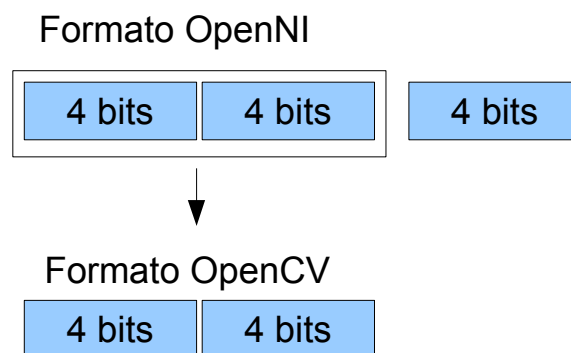 Formato OpenNI
4 bits 4 bits 4 bits
Formato OpenCV
4 bits 4 bits